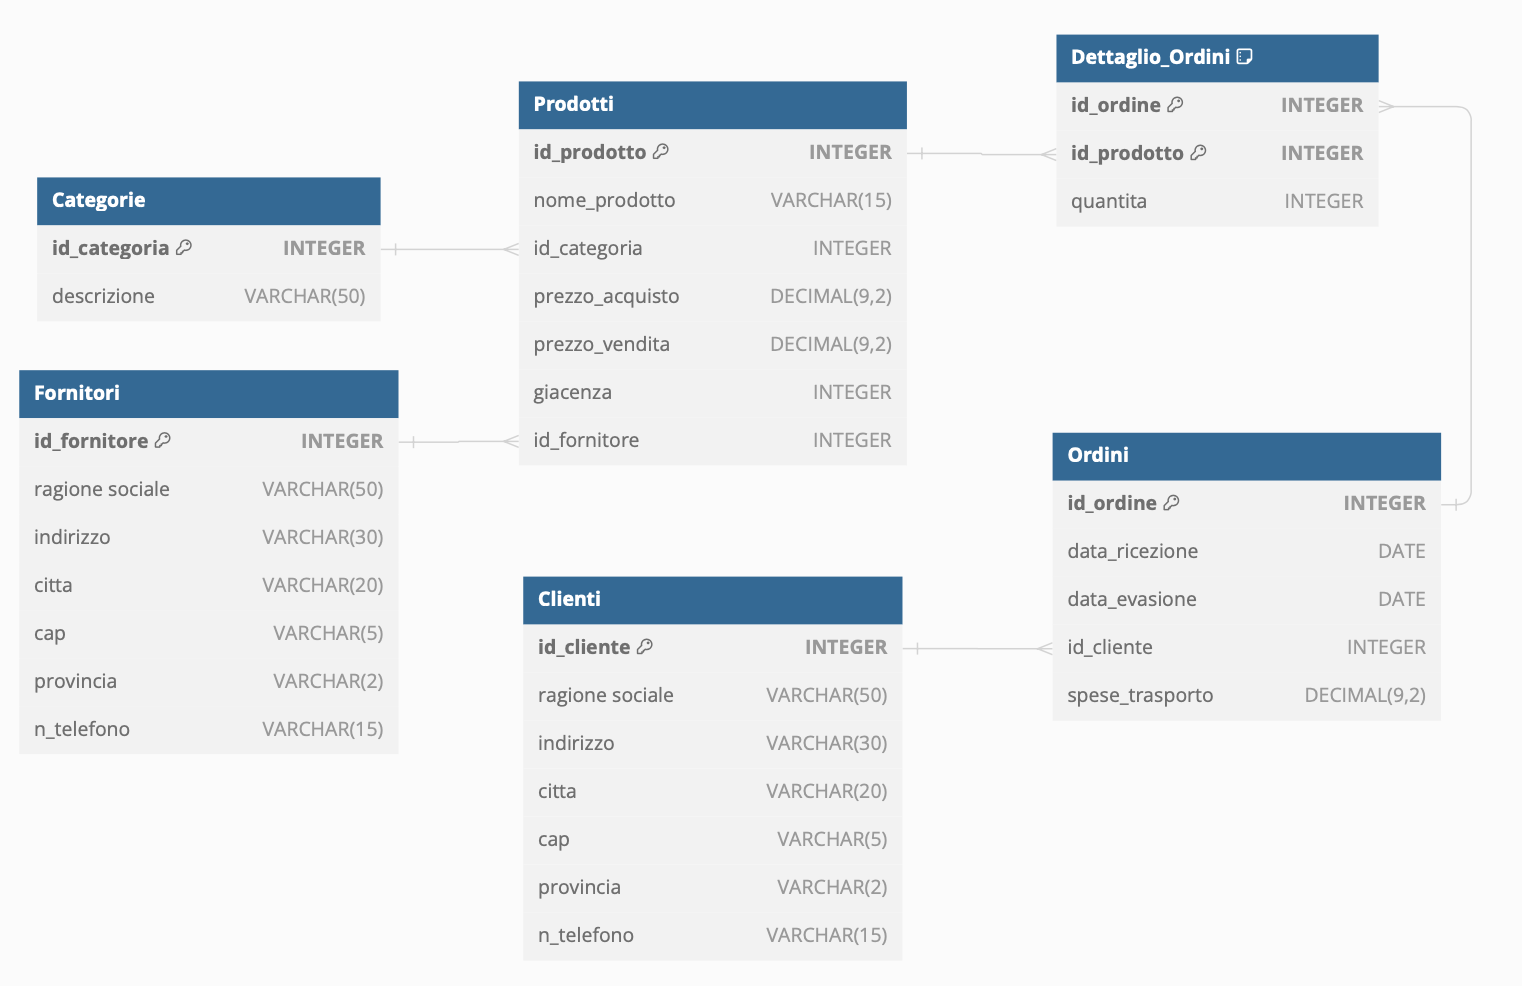 Categorie
id_categoria INTEGER
descrizione VARCHAR(50)
Fornitori
id_fornitore INTEGER
ragione sociale VARCHAR(50)
indirizzo VARCHAR(30)
citta VARCHAR(20)
cap VARCHAR(5)
provincia VARCHAR(2)
n_telefono VARCHAR(15)
Prodotti
id_prodotto INTEGER
nome_prodotto VARCHAR(15)
id_categoria INTEGER
prezzo_acquisto DECIMAL(9,2)
prezzo_vendita DECIMAL(9,2)
giacenza INTEGER
id_fornitore INTEGER
Clienti
id_cliente INTEGER
ragione sociale VARCHAR(50)
indirizzo VARCHAR(30)
citta VARCHAR(20)
cap VARCHAR(5)
provincia VARCHAR(2)
n_telefono VARCHAR(15)
Dettaglio_Ordini
id_ordine INTEGER
id_prodotto INTEGER
quantita INTEGER
Ordini
id_ordine INTEGER
data_ricezione DATE
data_evasione DATE
id_cliente INTEGER
spese_trasporto DECIMAL(9,2)